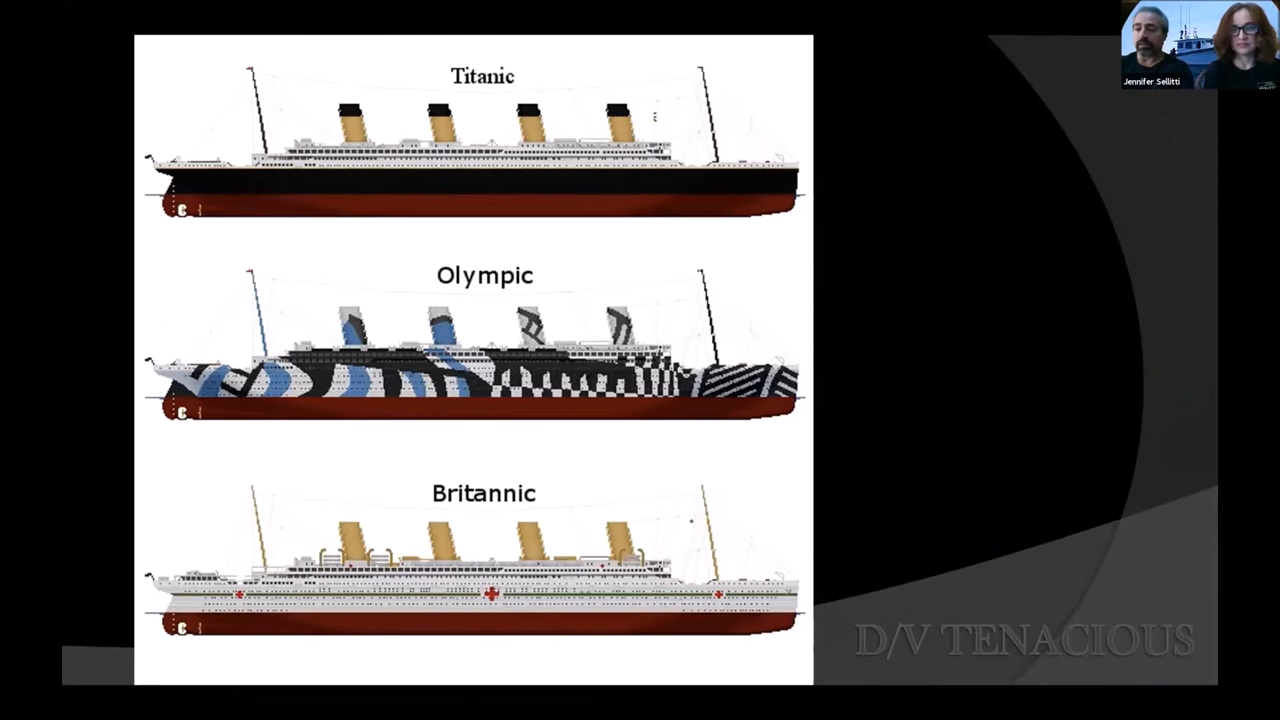 Jennifer Sellitti
Titanic
Olympic
Britannic
D/V TENACIOUS